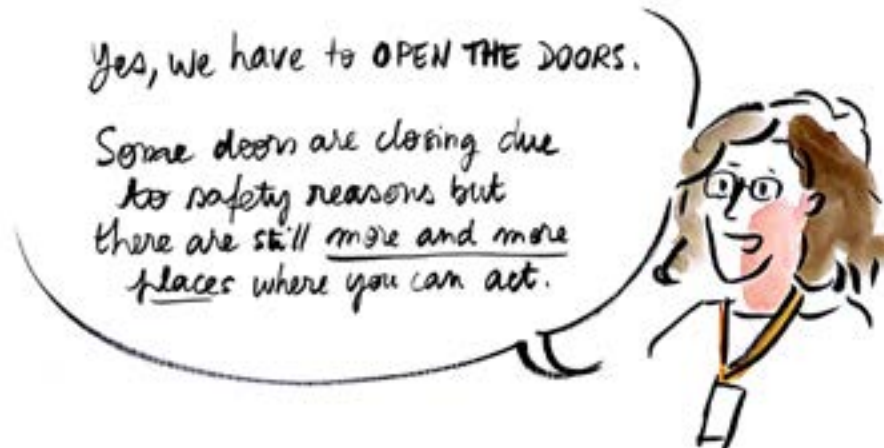 Yes, we have to OPEN THE DOORS.
Some doors are closing due
to safety reasons but
there are still more and more
places where you can act.